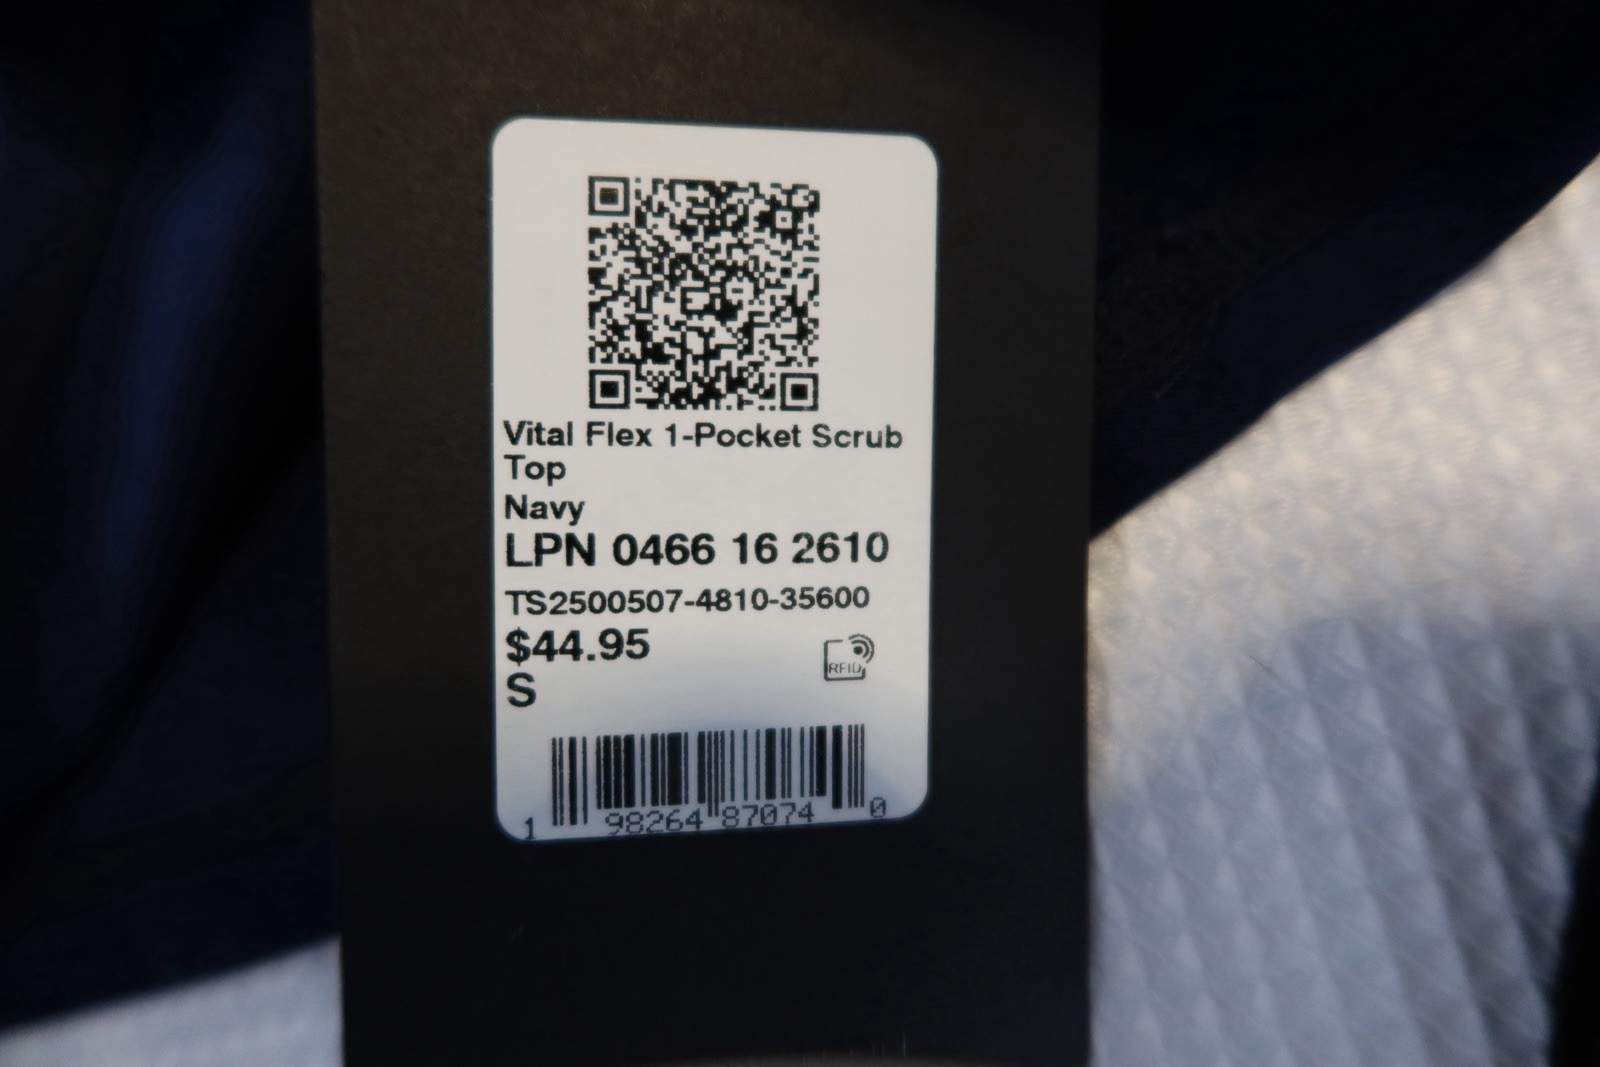 Vital Flex 1-Pocket Scrub
Top
Navy
LPN 0466 16 2610
TS2500507-4810-35600
$44.95
RFID
S
1 98264 87074 0